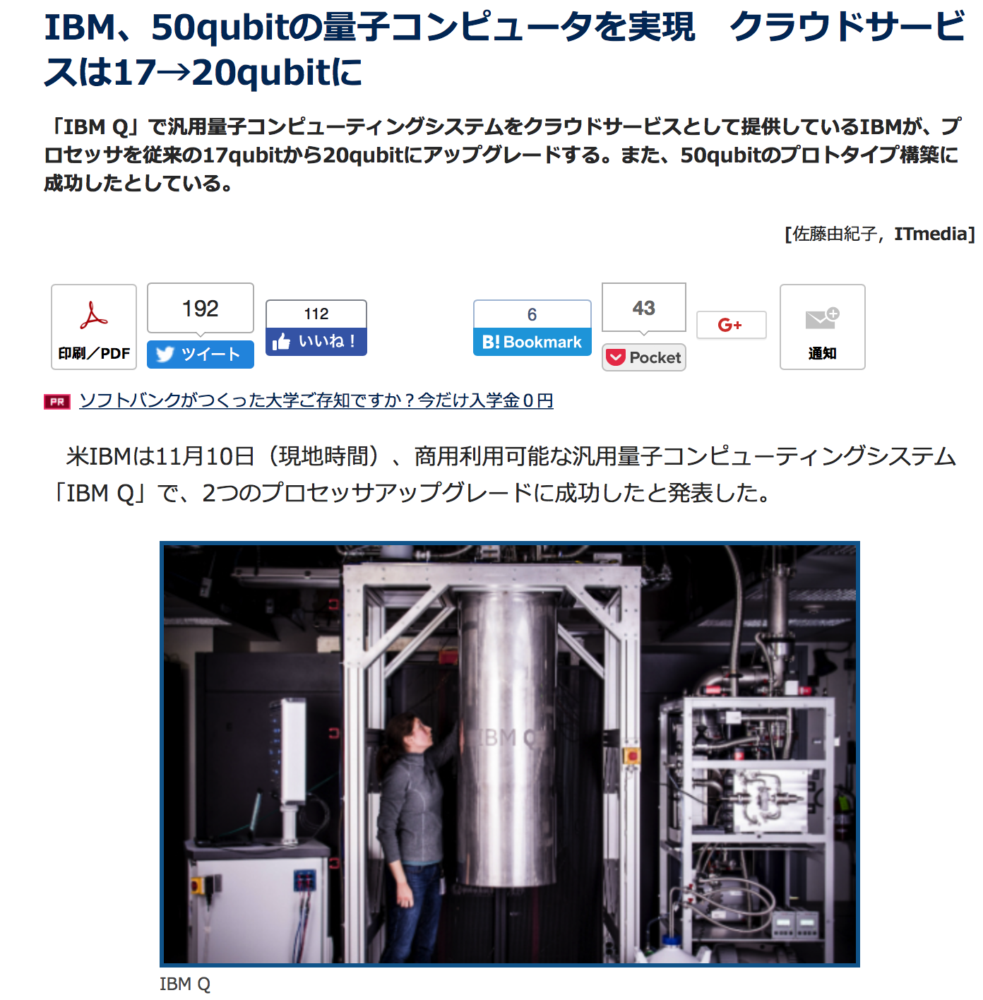 IBM、50qubitの量子コンピュータを実現　クラウドサービ
スは17→20qubitに
「IBM Q」で汎用量子コンピューティングシステムをクラウドサービスとして提供しているIBMが、プ
ロセッサを従来の17qubitから20qubitにアップグレードする。また、50qubitのプロトタイプ構築に
成功したとしている。
[佐藤由紀子，ITmedia]
印刷／PDF
192
ツイート
112
いいね！
6
B! Bookmark
43
Pocket
G+
通知
PR ソフトバンクがつくった大学ご存知ですか？今だけ入学金０円
米IBMは11月10日（現地時間）、商用利用可能な汎用量子コンピューティングシステム
「IBM Q」で、2つのプロセッサアップグレードに成功したと発表した。
IBM Q
IBM Q